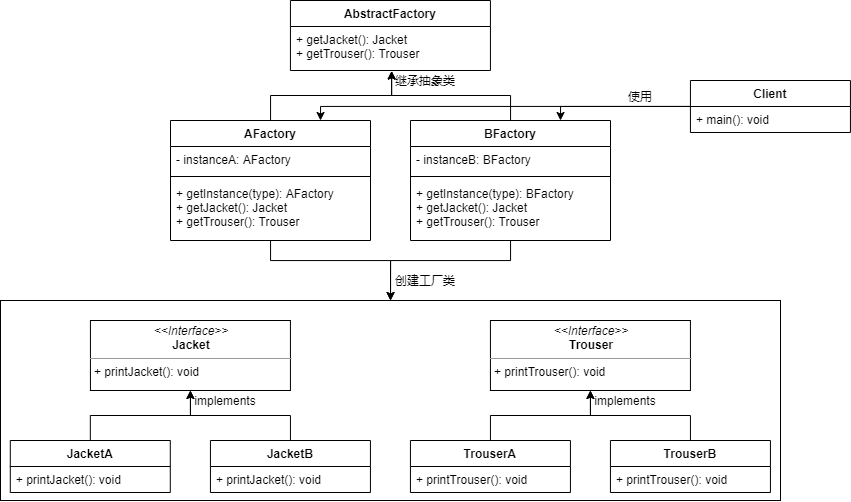 AbstractFactory
+ getJacket(): Jacket
+ getTrouser(): Trouser
继承抽象类
使用
Client
+ main(): void
AFactory
- instanceA: AFactory
+ getInstance(type): AFactory
+ getJacket(): Jacket
+ getTrouser(): Trouser
BFactory
- instanceB: BFactory
+ getInstance(type): BFactory
+ getJacket(): Jacket
+ getTrouser(): Trouser
创建工厂类
<<Interface>>
Jacket
+ printJacket(): void
<<Interface>>
Trouser
+ printTrouser(): void
implements
implements
JacketA
+ printJacket(): void
JacketB
+ printJacket(): void
TrouserA
+ printTrouser(): void
TrouserB
+ printTrouser(): void